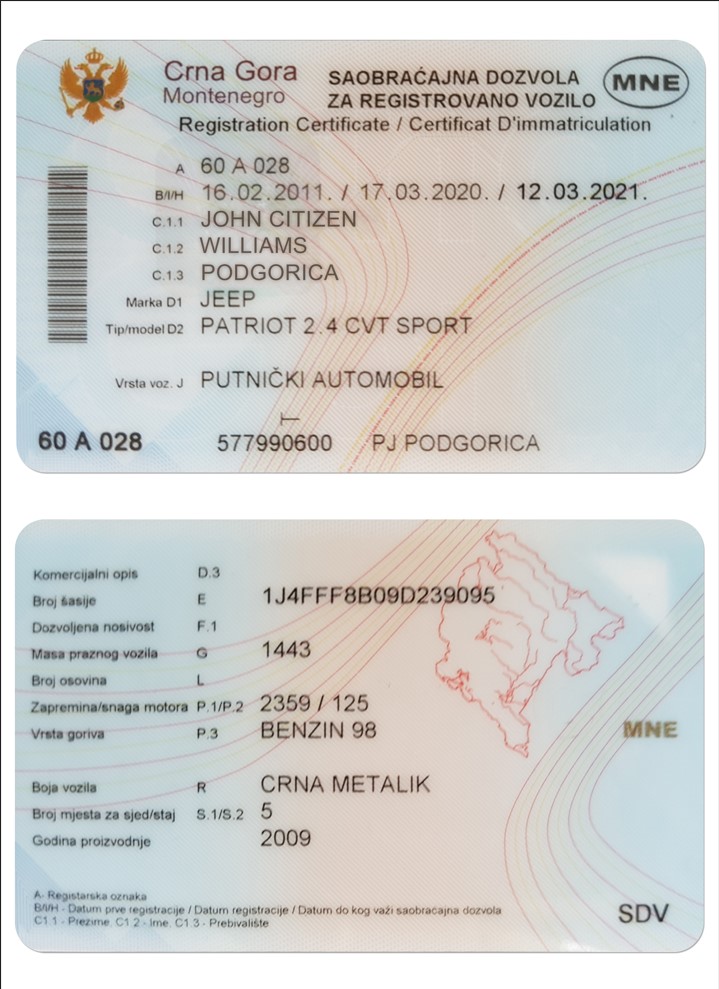 Crna Gora
Montenegro
SAOBRAĆAJNA DOZVOLA
ZA REGISTROVANO VOZILO
MNE
Registration Certificate / Certificat D'immatriculation
A 60 A 028
B/I/H 16.02.2011. / 17.03.2020. / 12.03.2021.
C.1.1 JOHN CITIZEN
C.1.2 WILLIAMS
C.1.3 PODGORICA
Marka D1 JEEP
Tip/model D2 PATRIOT 2.4 CVT SPORT
Vrsta voz. J PUTNIČKI AUTOMOBIL
T
60 A 028 577990600 PJ PODGORICA
Komercijalni opis D.3
Broj šasije E 1J4FFF8B09D239095
Dozvoljena nosivost F.1
Masa praznog vozila G 1443
Broj osovina L
Zapremina/snaga motora P.1/P.2 2359 / 125
Vrsta goriva P.3 BENZIN 98
MNE
Boja vozila R CRNA METALIK
Broj mjesta za sjed/staj S.1/S.2 5
Godina proizvodnje 2009
A- Registarska oznaka
B/I/H - Datum prve registracije / Datum registracije / Datum do kog važi saobraćajna dozvola
C1.1 - Prezime, C1.2 - Ime, C1.3 - Prebivalište
SDV